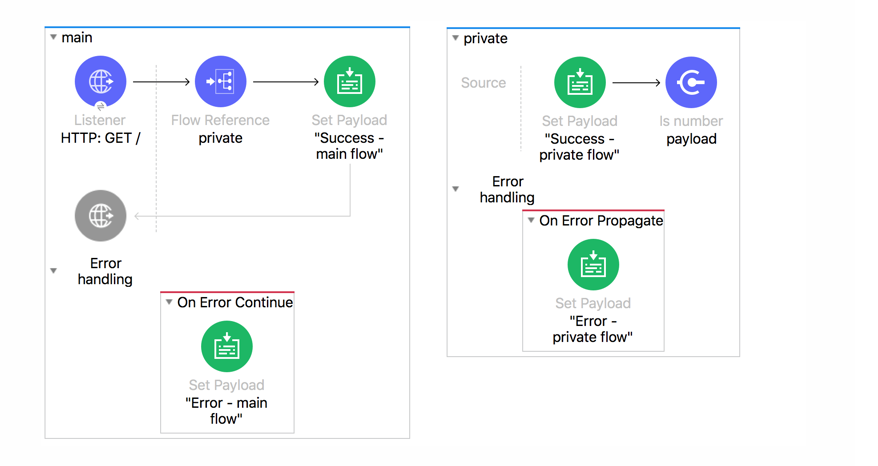 main
Listener
HTTP: GET /
Flow Reference
private
Set Payload
"Success -
main flow"
Error
handling
On Error Continue
Set Payload
"Error - main
flow"
private
Source
Set Payload
"Success -
private flow"
Is number
payload
Error
handling
On Error Propagate
Set Payload
"Error -
private flow"